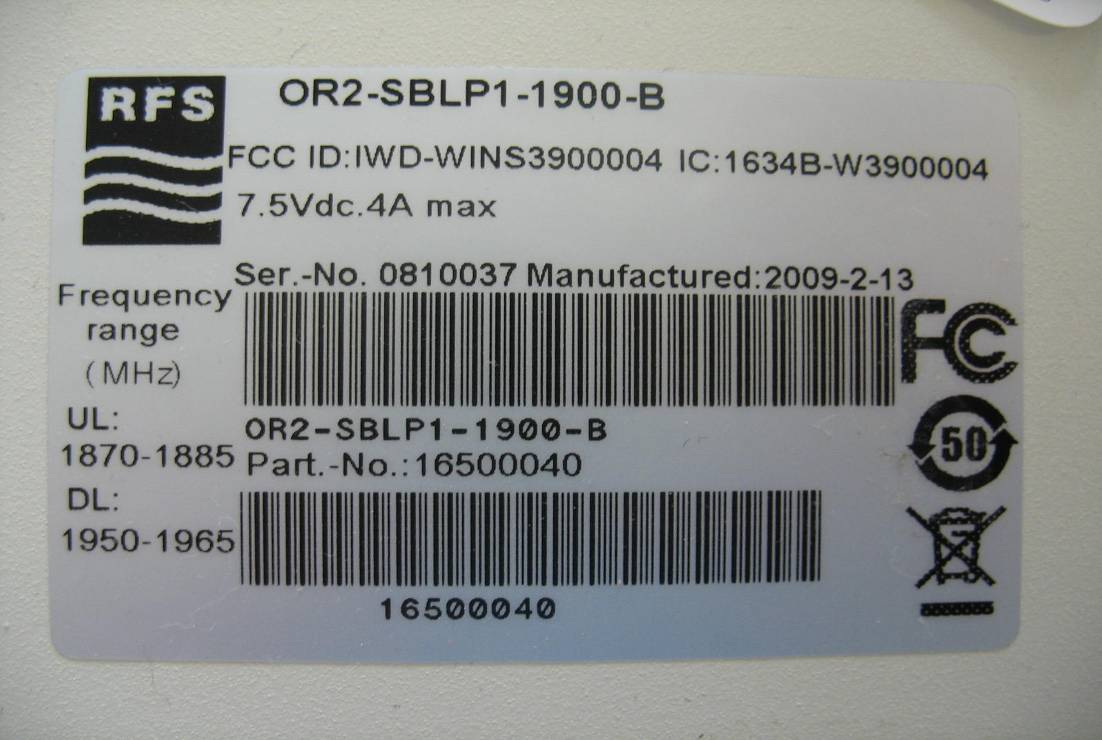 RFS
OR2-SBLP1-1900-B
FCC ID:IWD-WINS3900004 IC:1634B-W3900004
7.5Vdc.4A max
Ser.-No. 0810037 Manufactured:2009-2-13
Frequency
range
(MHz)
FC
UL:
OR2-SBLP1-1900-B
1870-1885
Part.-No.:16500040
50
DL:
1950-1965
16500040